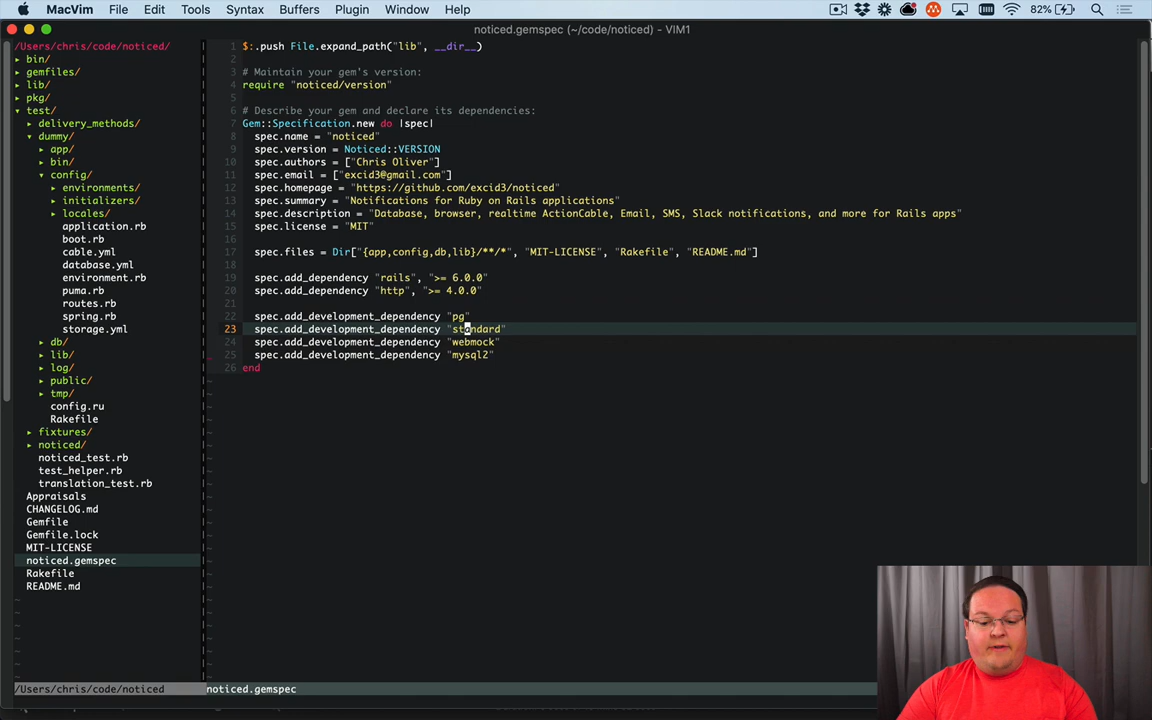 MacVim File Edit Tools Syntax Buffers Plugin Window Help 82%
noticed.gemspec (~/code/noticed) - VIM1
/Users/chris/code/noticed/
▸ bin/
▸ gemfiles/
▸ lib/
▸ pkg/
▾ test/
▸ delivery_methods/
▾ dummy/
▸ app/
▸ bin/
▾ config/
▸ environments/
▸ initializers/
▸ locales/
application.rb
boot.rb
cable.yml
database.yml
environment.rb
puma.rb
routes.rb
spring.rb
storage.yml
▸ db/
▸ lib/
▸ log/
▸ public/
▸ tmp/
config.ru
Rakefile
▸ fixtures/
▸ noticed/
noticed_test.rb
test_helper.rb
translation_test.rb
Appraisals
CHANGELOG.md
Gemfile
Gemfile.lock
MIT-LICENSE
noticed.gemspec
Rakefile
README.md
1 $:.push File.expand_path("lib", __dir__)
2
3 # Maintain your gem's version:
4 require "noticed/version"
5
6 # Describe your gem and declare its dependencies:
7 Gem::Specification.new do |spec|
8 spec.name = "noticed"
9 spec.version = Noticed::VERSION
10 spec.authors = ["Chris Oliver"]
11 spec.email = ["excid3@gmail.com"]
12 spec.homepage = "https://github.com/excid3/noticed"
13 spec.summary = "Notifications for Ruby on Rails applications"
14 spec.description = "Database, browser, realtime ActionCable, Email, SMS, Slack notifications, and more for Rails apps"
15 spec.license = "MIT"
16
17 spec.files = Dir["{app,config,db,lib}/**/*", "MIT-LICENSE", "Rakefile", "README.md"]
18
19 spec.add_dependency "rails", ">= 6.0.0"
20 spec.add_dependency "http", ">= 4.0.0"
21
22 spec.add_development_dependency "pg"
23 spec.add_development_dependency "standard"
24 spec.add_development_dependency "webmock"
25 spec.add_development_dependency "mysql2"
26 end
/Users/chris/code/noticed
noticed.gemspec